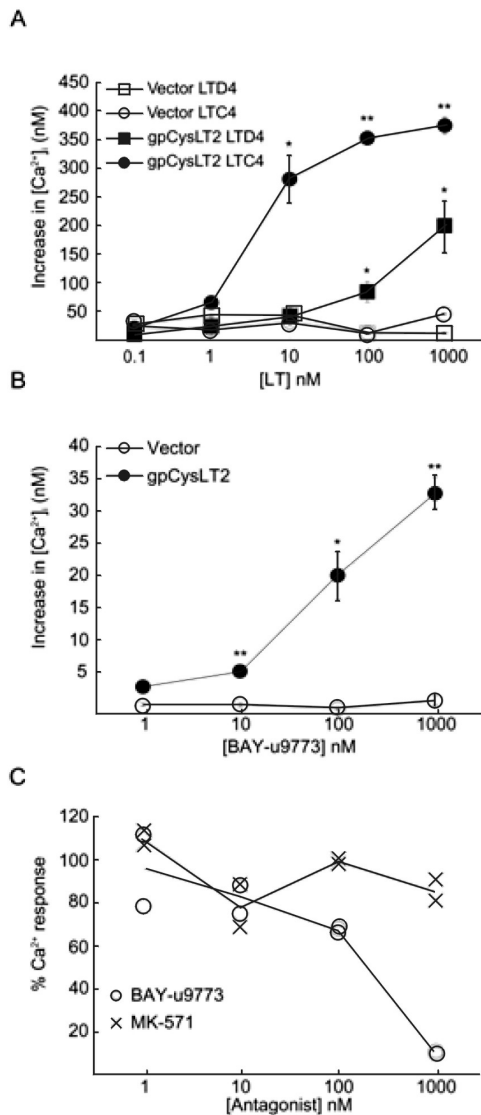 A
Increase in [Ca²⁺]ᵢ (nM)
450
400
350
300
250
200
150
100
50
Vector LTD4
Vector LTC4
gpCysLT2 LTD4
gpCysLT2 LTC4
*
**
**
*
*
0.1 1 10 100 1000
[LT] nM
B
Increase in [Ca²⁺]ᵢ (nM)
40
35
30
25
20
15
10
5
Vector
gpCysLT2
**
*
**
1 10 100 1000
[BAY-u9773] nM
C
% Ca²⁺ response
120
100
80
60
40
20
BAY-u9773
MK-571
1 10 100 1000
[Antagonist] nM